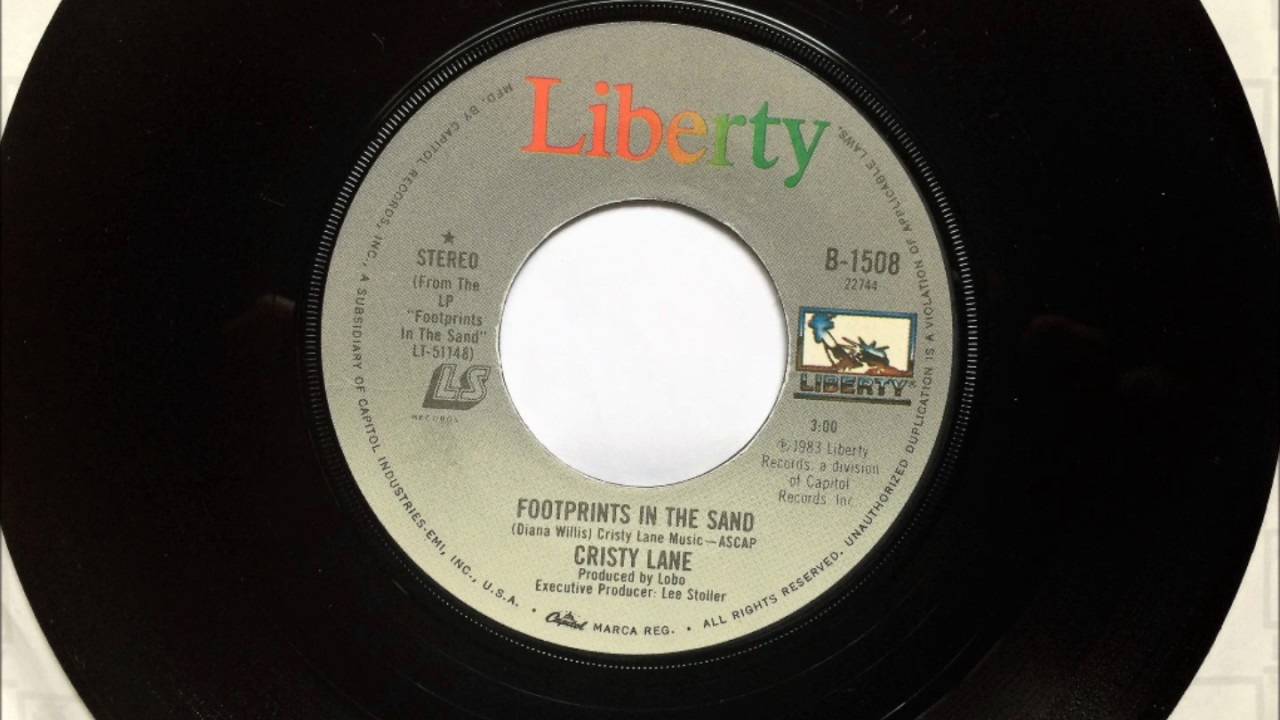 Liberty
★
STEREO
(From The
LP
"Footprints
In The Sand"
LT-51148)
LS
RECORDS
B-1508
22744
LIBERTY®
3:00
℗1983 Liberty
Records, a division
of Capitol
Records, Inc.
FOOTPRINTS IN THE SAND
(Diana Willis) Cristy Lane Music—ASCAP
CRISTY LANE
Produced by Lobo
Executive Producer: Lee Stoller
MFD. BY CAPITOL RECORDS, INC., A SUBSIDIARY OF CAPITOL INDUSTRIES-EMI, INC., U.S.A. • Capitol MARCA REG. • ALL RIGHTS RESERVED. UNAUTHORIZED DUPLICATION IS A VIOLATION OF APPLICABLE LAWS.